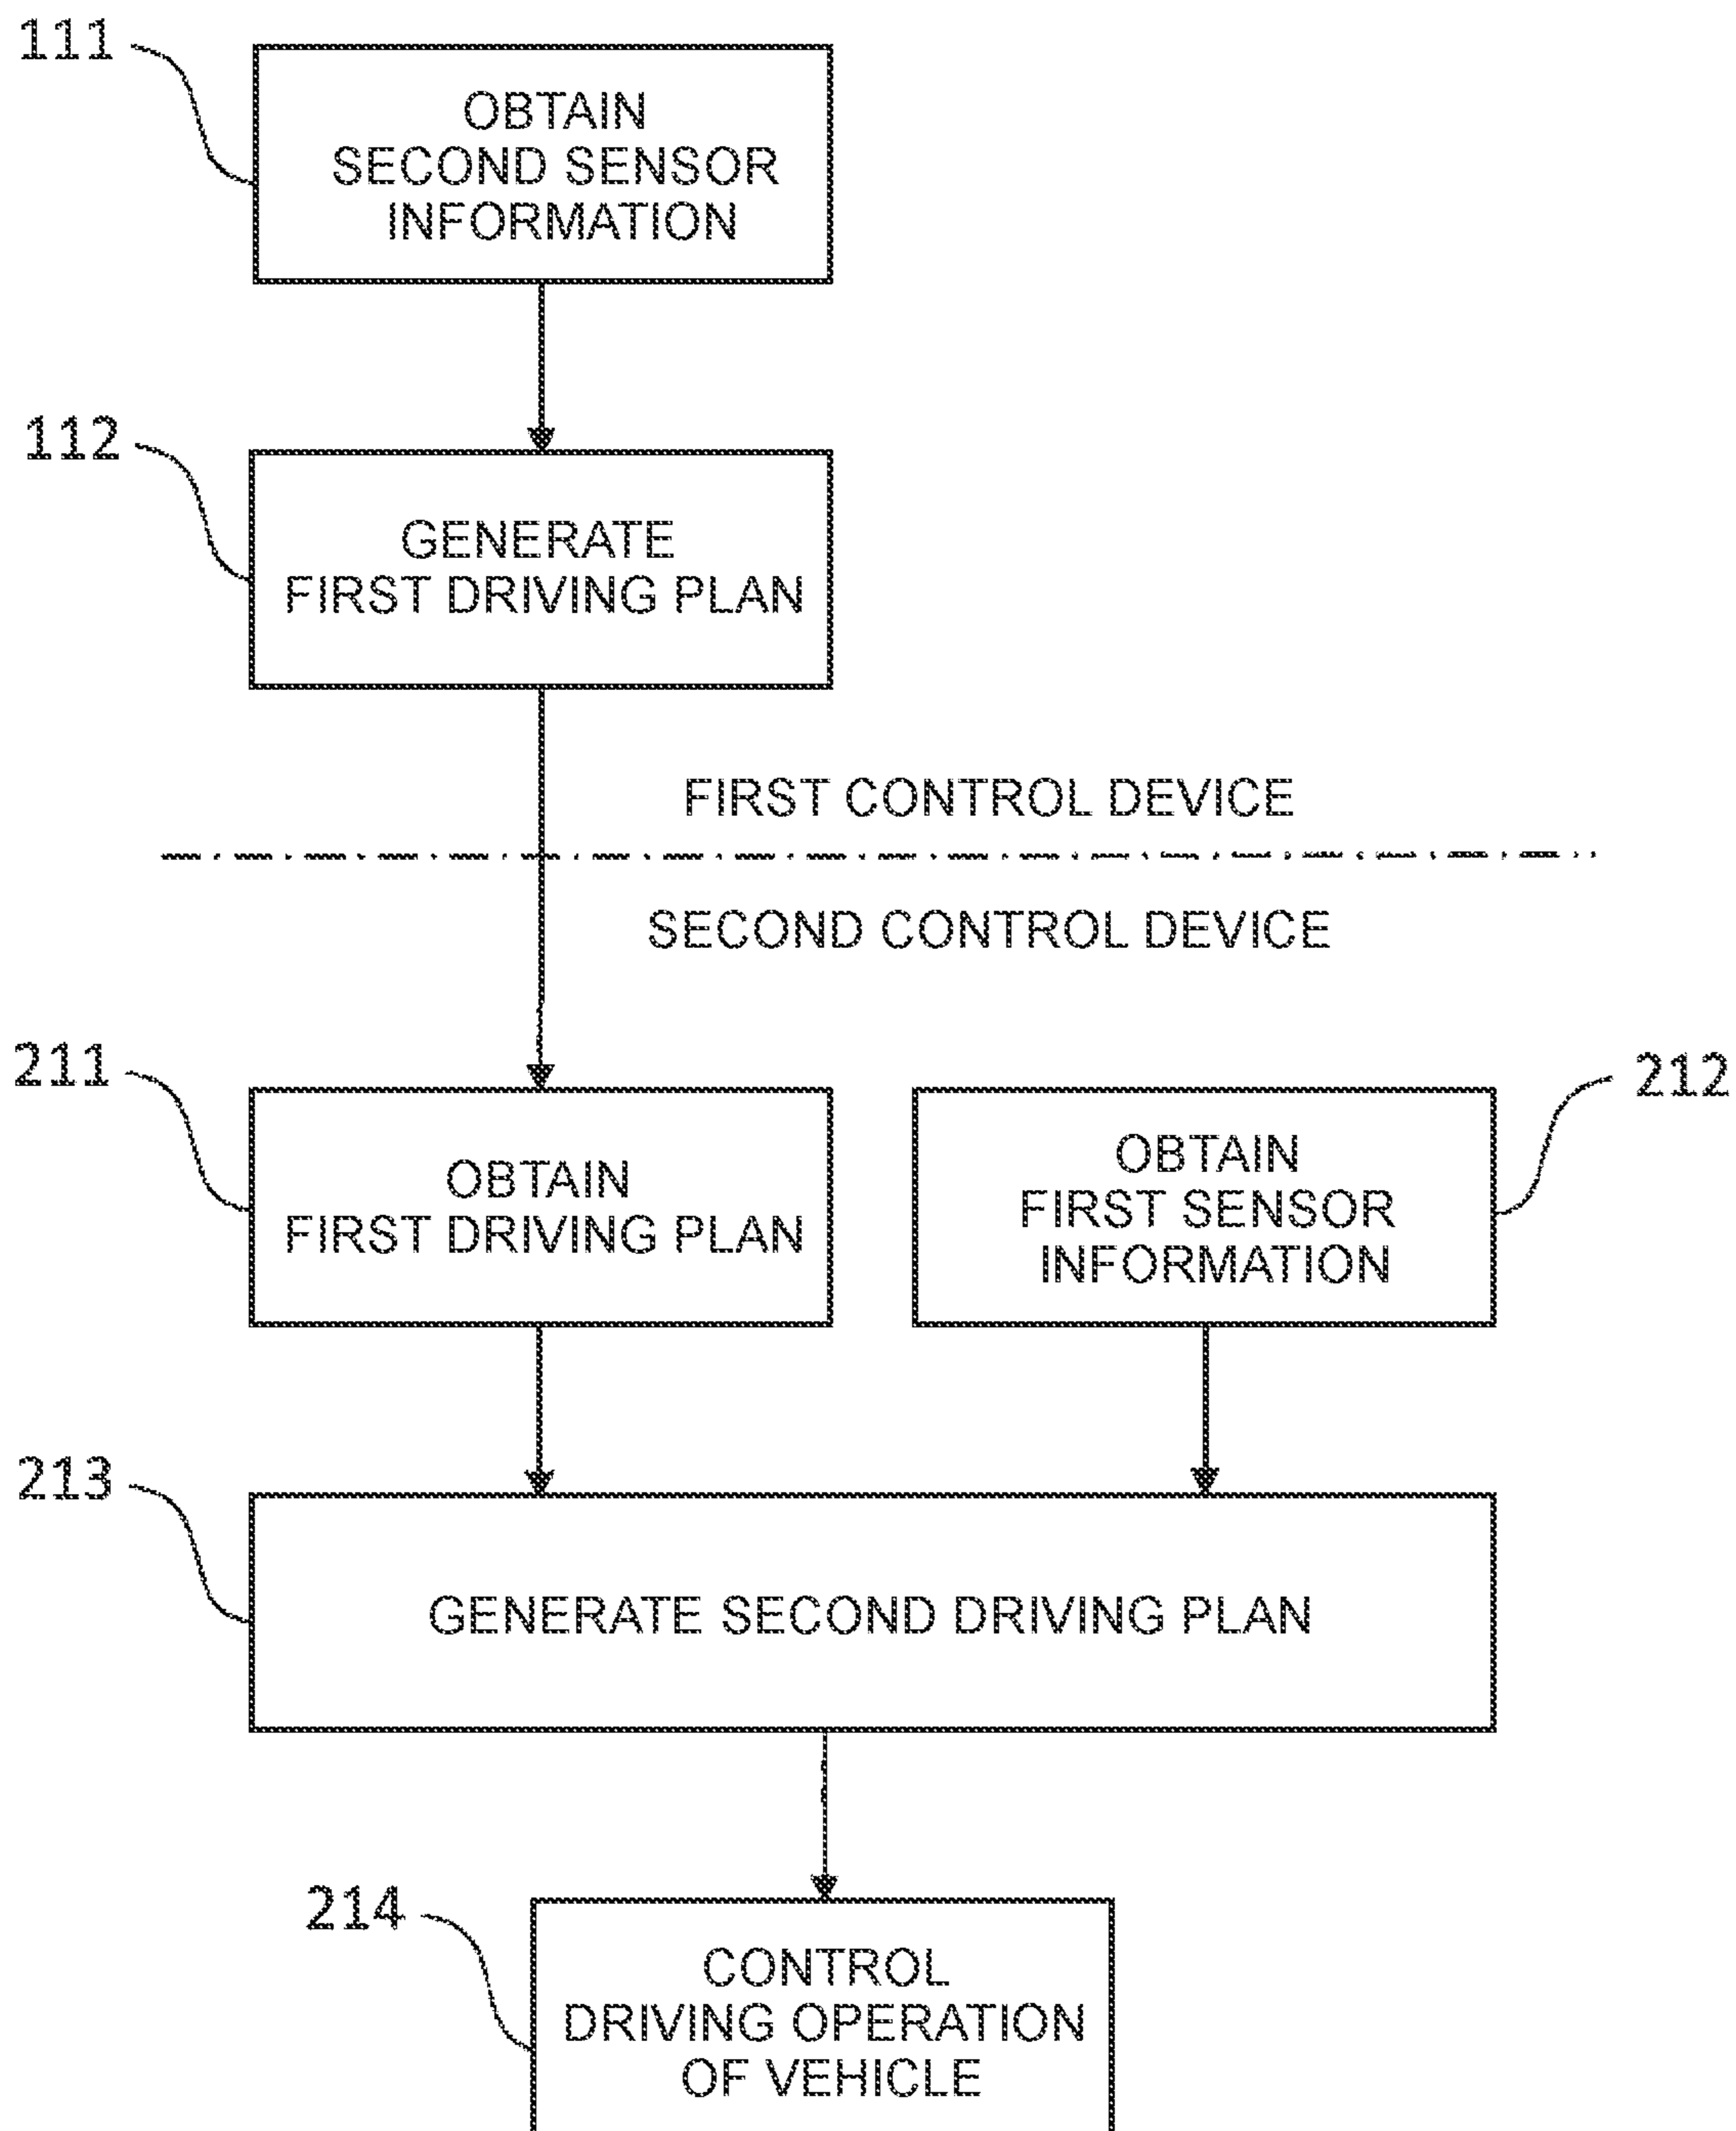 111
OBTAIN
SECOND SENSOR
INFORMATION
112
GENERATE
FIRST DRIVING PLAN
FIRST CONTROL DEVICE
SECOND CONTROL DEVICE
211
OBTAIN
FIRST DRIVING PLAN
OBTAIN
FIRST SENSOR
INFORMATION
212
213
GENERATE SECOND DRIVING PLAN
214
CONTROL
DRIVING OPERATION
OF VEHICLE